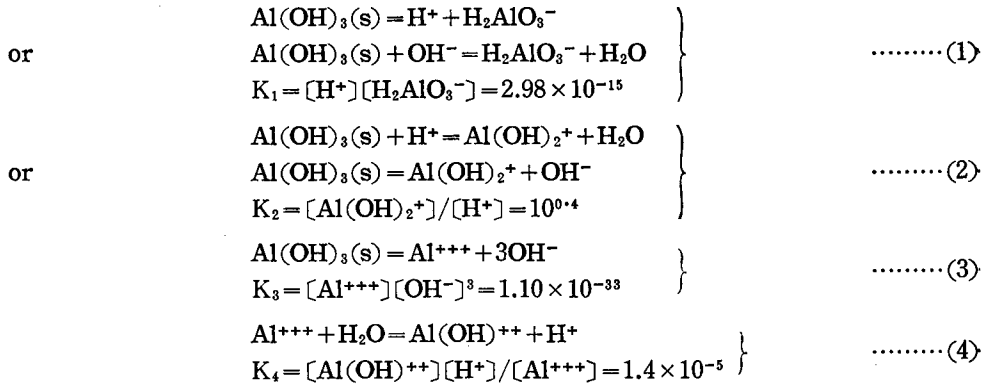 Al(OH)₃(s)=H⁺+H₂AlO₃⁻
or Al(OH)₃(s)+OH⁻=H₂AlO₃⁻+H₂O ………(1)
K₁=[H⁺][H₂AlO₃⁻]=2.98×10⁻¹⁵
Al(OH)₃(s)+H⁺=Al(OH)₂⁺+H₂O
or Al(OH)₃(s)=Al(OH)₂⁺+OH⁻ ………(2)
K₂=[Al(OH)₂⁺]/[H⁺]=10⁰·⁴
Al(OH)₃(s)=Al⁺⁺⁺+3OH⁻
K₃=[Al⁺⁺⁺][OH⁻]³=1.10×10⁻³³ ………(3)
Al⁺⁺⁺+H₂O=Al(OH)⁺⁺+H⁺
K₄=[Al(OH)⁺⁺][H⁺]/[Al⁺⁺⁺]=1.4×10⁻⁵ ………(4)